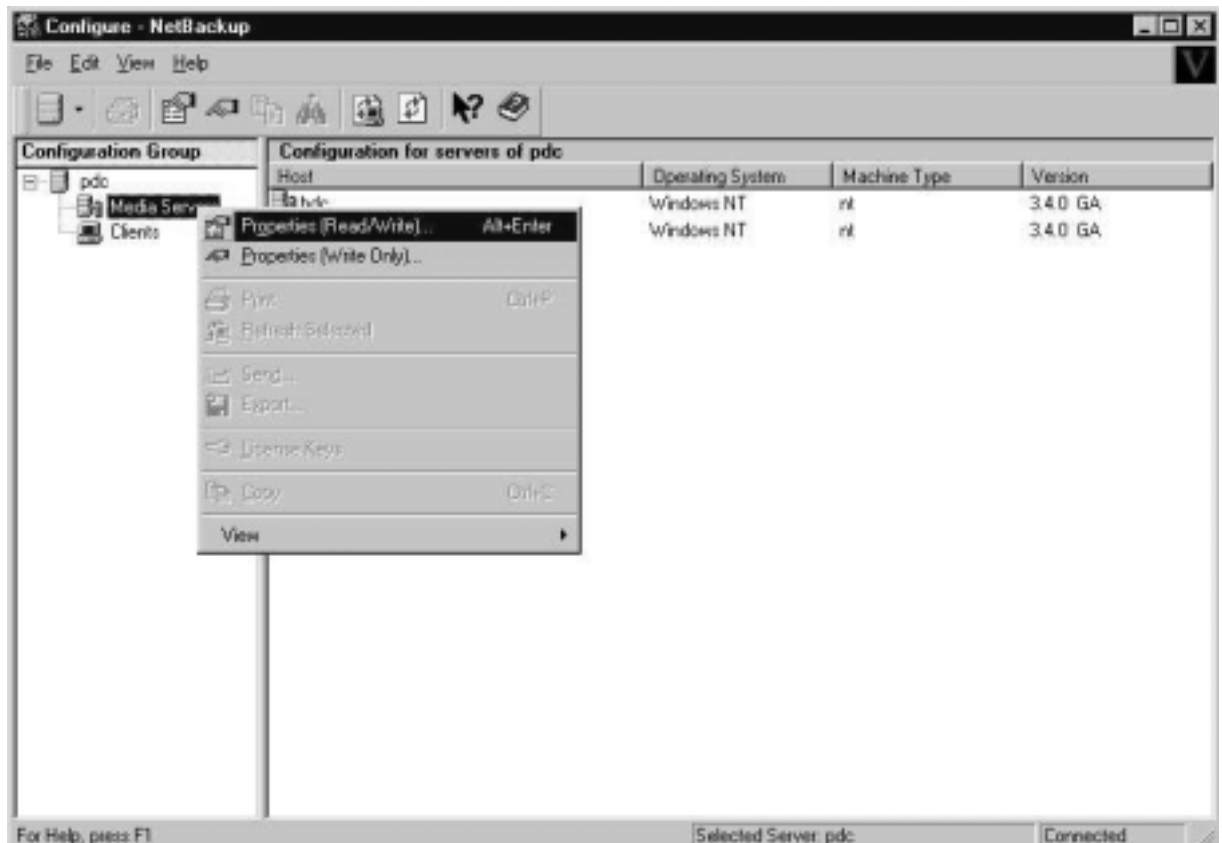 Configure - NetBackup
File Edit View Help
V
Configuration Group
Configuration for servers of pdc
Host Operating System Machine Type Version
pdc
Media Serv
Clients
bdc Windows NT nt 3.4.0 GA
Windows NT nt 3.4.0 GA
Properties (Read/Write)... Alt+Enter
Properties (Write Only)...
Print Ctrl+P
Refresh Selected
Send...
Export...
License Keys
Copy Ctrl+C
View
For Help, press F1
Selected Server: pdc
Connected